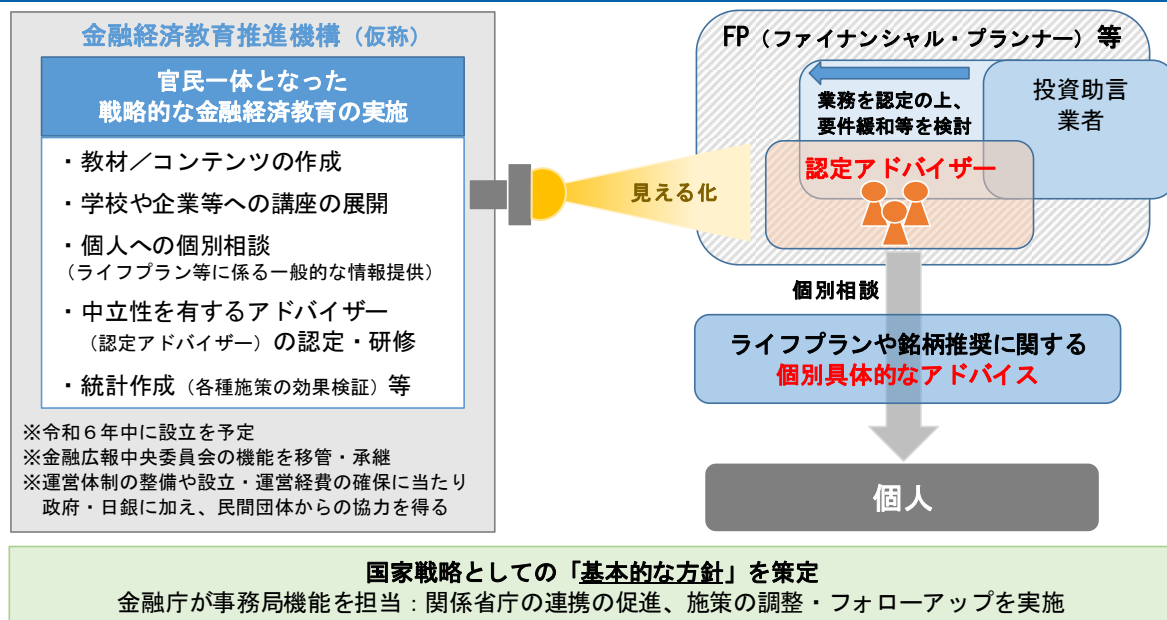 金融経済教育推進機構（仮称）
官民一体となった
戦略的な金融経済教育の実施
・教材／コンテンツの作成
・学校や企業等への講座の展開
・個人への個別相談
（ライフプラン等に係る一般的な情報提供）
・中立性を有するアドバイザー
（認定アドバイザー）の認定・研修
・統計作成（各種施策の効果検証）等
※令和６年中に設立を予定
※金融広報中央委員会の機能を移管・承継
※運営体制の整備や設立・運営経費の確保に当たり
政府・日銀に加え、民間団体からの協力を得る
見える化
FP（ファイナンシャル・プランナー）等
業務を認定の上、
要件緩和等を検討
投資助言
業者
認定アドバイザー
個別相談
ライフプランや銘柄推奨に関する
個別具体的なアドバイス
個人
国家戦略としての「基本的な方針」を策定
金融庁が事務局機能を担当：関係省庁の連携の促進、施策の調整・フォローアップを実施